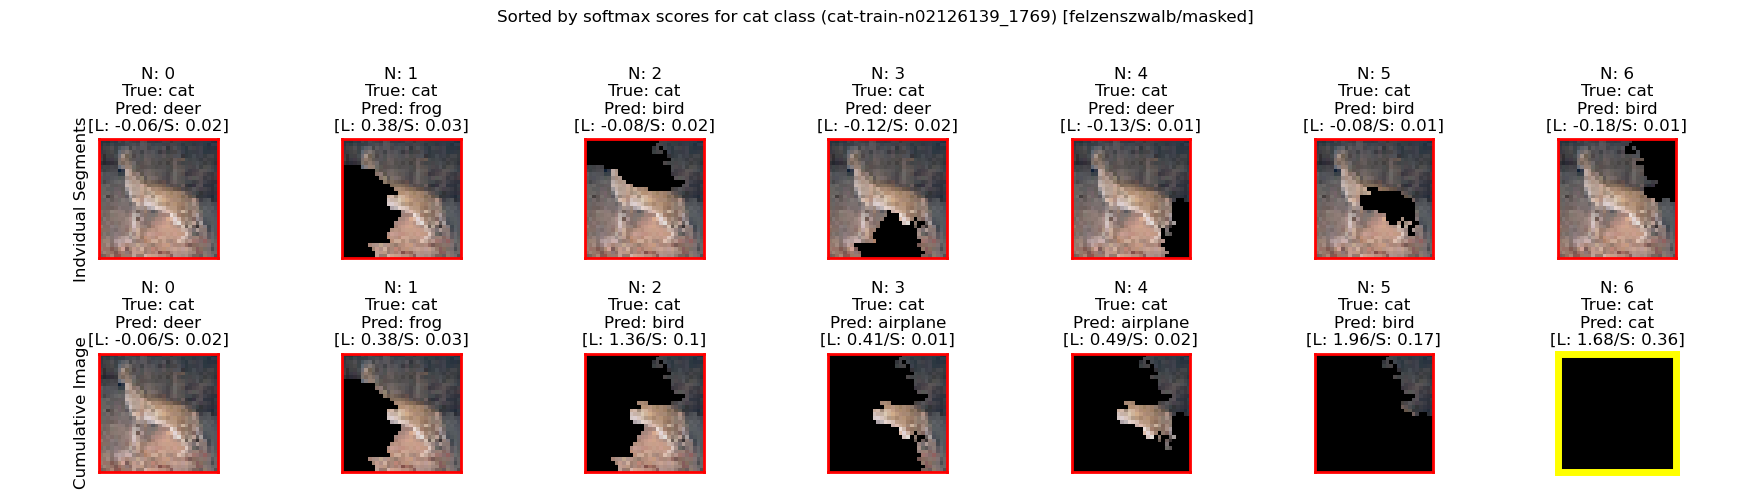 Sorted by softmax scores for cat class (cat-train-n02126139_1769) [felzenszwalb/masked]
Indvidual Segments
N: 0
True: cat
Pred: deer
[L: -0.06/S: 0.02]
N: 1
True: cat
Pred: frog
[L: 0.38/S: 0.03]
N: 2
True: cat
Pred: bird
[L: -0.08/S: 0.02]
N: 3
True: cat
Pred: deer
[L: -0.12/S: 0.02]
N: 4
True: cat
Pred: deer
[L: -0.13/S: 0.01]
N: 5
True: cat
Pred: bird
[L: -0.08/S: 0.01]
N: 6
True: cat
Pred: bird
[L: -0.18/S: 0.01]
Cumulative Image
N: 0
True: cat
Pred: deer
[L: -0.06/S: 0.02]
N: 1
True: cat
Pred: frog
[L: 0.38/S: 0.03]
N: 2
True: cat
Pred: bird
[L: 1.36/S: 0.1]
N: 3
True: cat
Pred: airplane
[L: 0.41/S: 0.01]
N: 4
True: cat
Pred: airplane
[L: 0.49/S: 0.02]
N: 5
True: cat
Pred: bird
[L: 1.96/S: 0.17]
N: 6
True: cat
Pred: cat
[L: 1.68/S: 0.36]